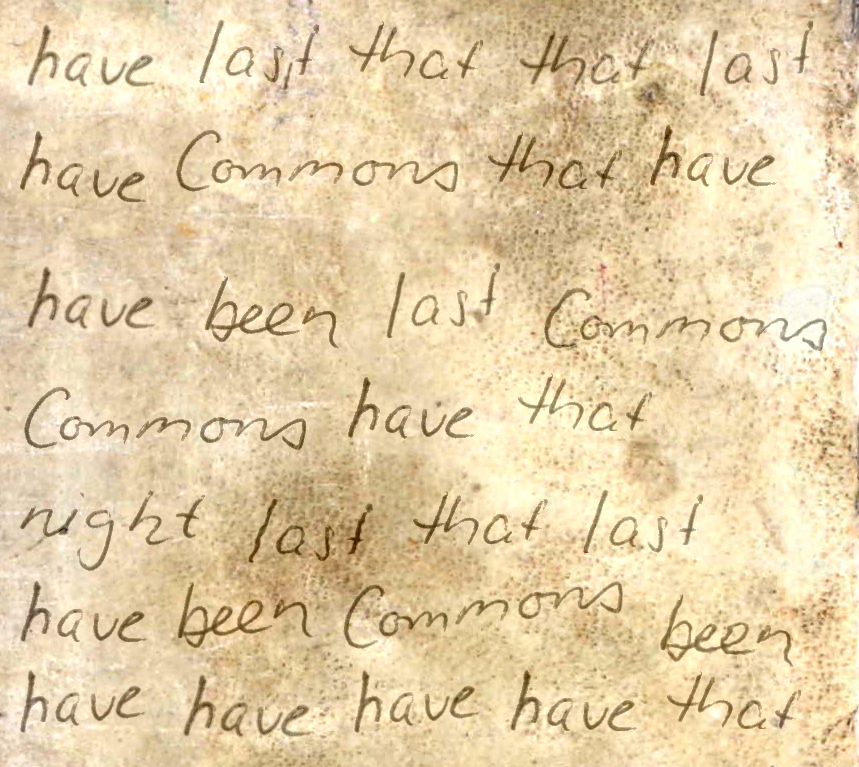 have last that that last
have Commons that have
have been last Commons
Commons have that
night last that last
have been Commons been
have have have have that